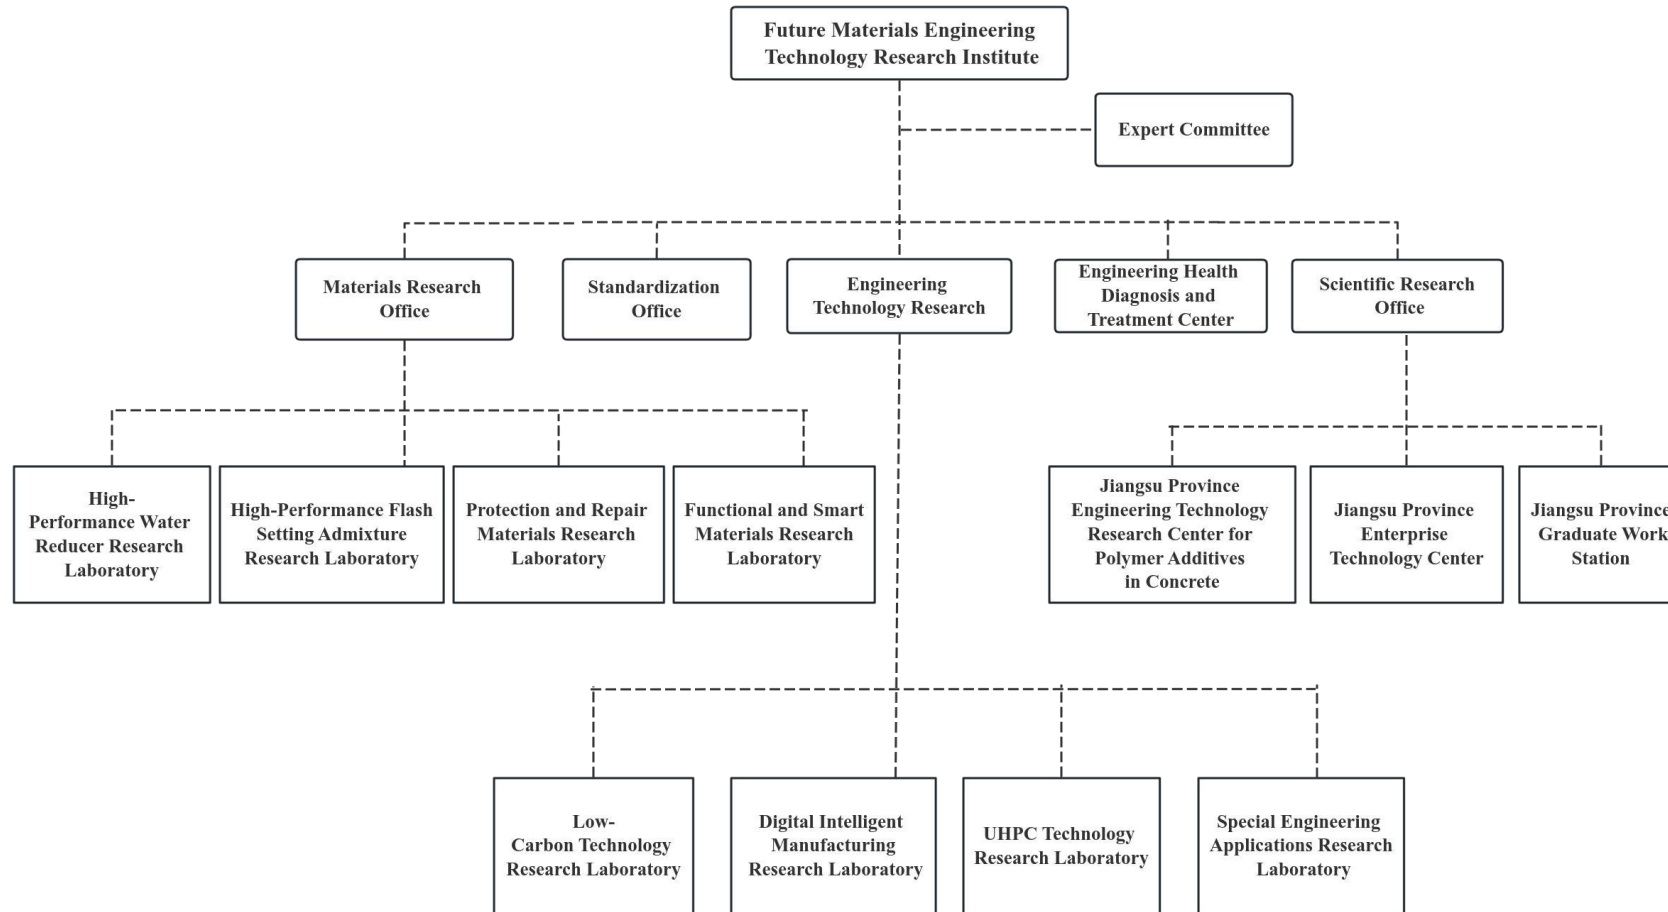 Future Materials Engineering
Technology Research Institute
Expert Committee
Materials Research
Office
Standardization
Office
Engineering
Technology Research
Engineering Health
Diagnosis and
Treatment Center
Scientific Research
Office
High-
Performance Water
Reducer Research
Laboratory
High-Performance Flash
Setting Admixture
Research Laboratory
Protection and Repair
Materials Research
Laboratory
Functional and Smart
Materials Research
Laboratory
Jiangsu Province
Engineering Technology
Research Center for
Polymer Additives
in Concrete
Jiangsu Province
Enterprise
Technology Center
Jiangsu Province
Graduate Work
Station
Low-
Carbon Technology
Research Laboratory
Digital Intelligent
Manufacturing
Research Laboratory
UHPC Technology
Research Laboratory
Special Engineering
Applications Research
Laboratory